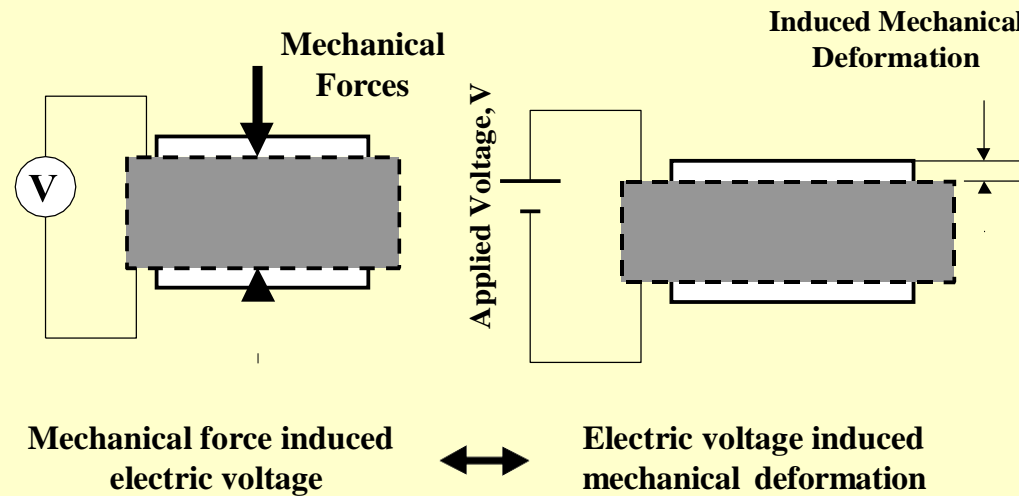 Mechanical
Forces
Induced Mechanical
Deformation
Applied Voltage, V
V
Mechanical force induced
electric voltage
Electric voltage induced
mechanical deformation